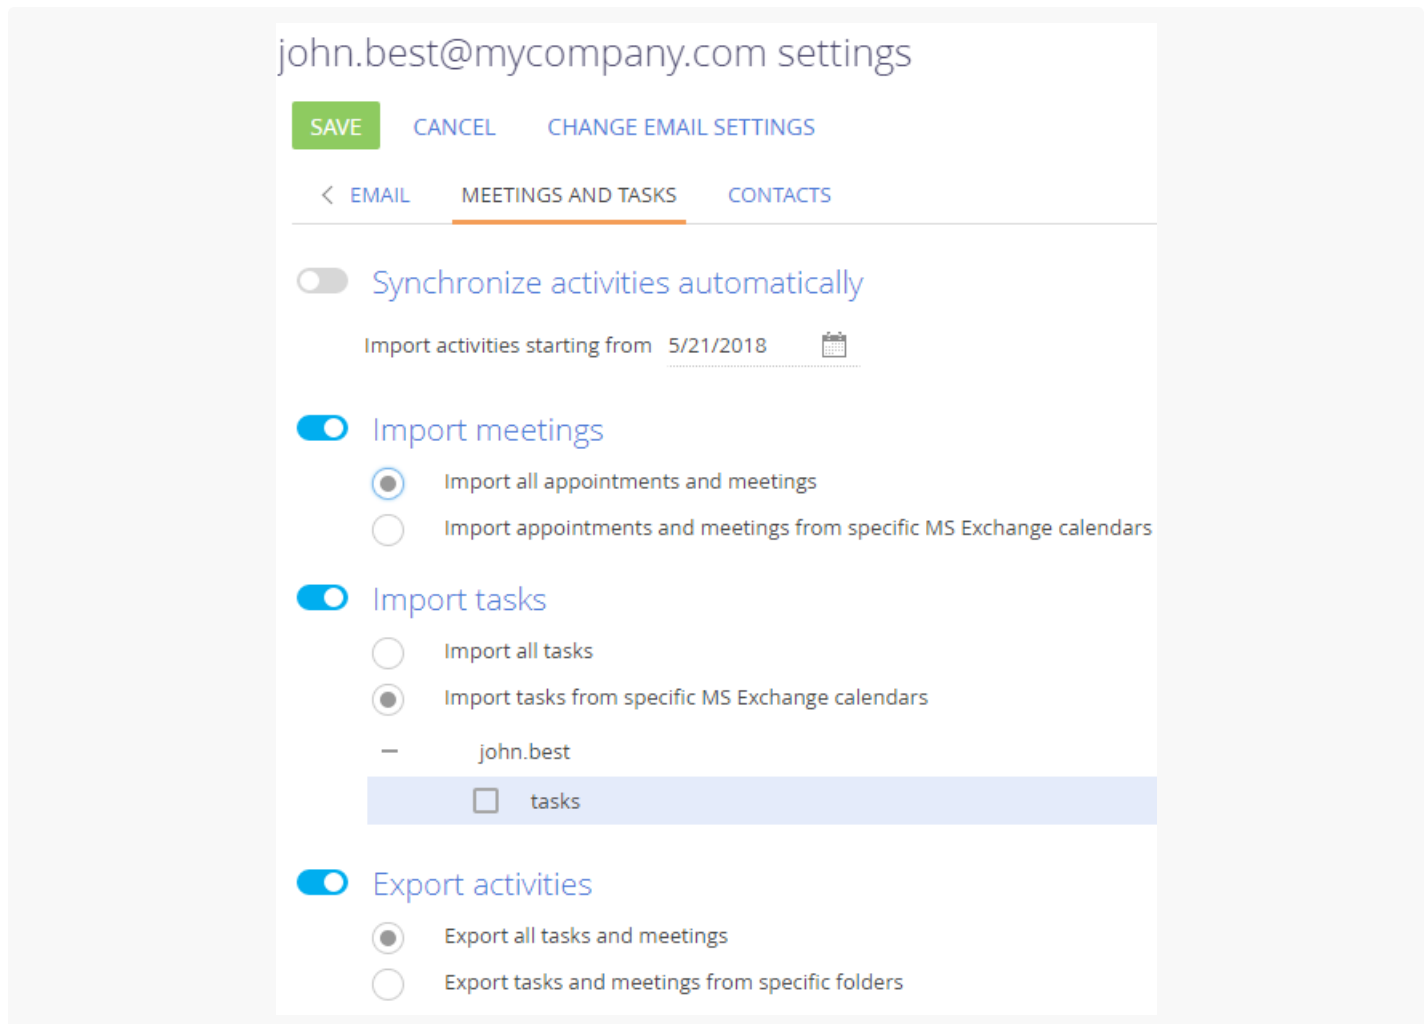 john.best@mycompany.com settings
SAVE CANCEL CHANGE EMAIL SETTINGS
EMAIL MEETINGS AND TASKS CONTACTS
Synchronize activities automatically
Import activities starting from 5/21/2018
Import meetings
Import all appointments and meetings
Import appointments and meetings from specific MS Exchange calendars
Import tasks
Import all tasks
Import tasks from specific MS Exchange calendars
john.best
tasks
Export activities
Export all tasks and meetings
Export tasks and meetings from specific folders